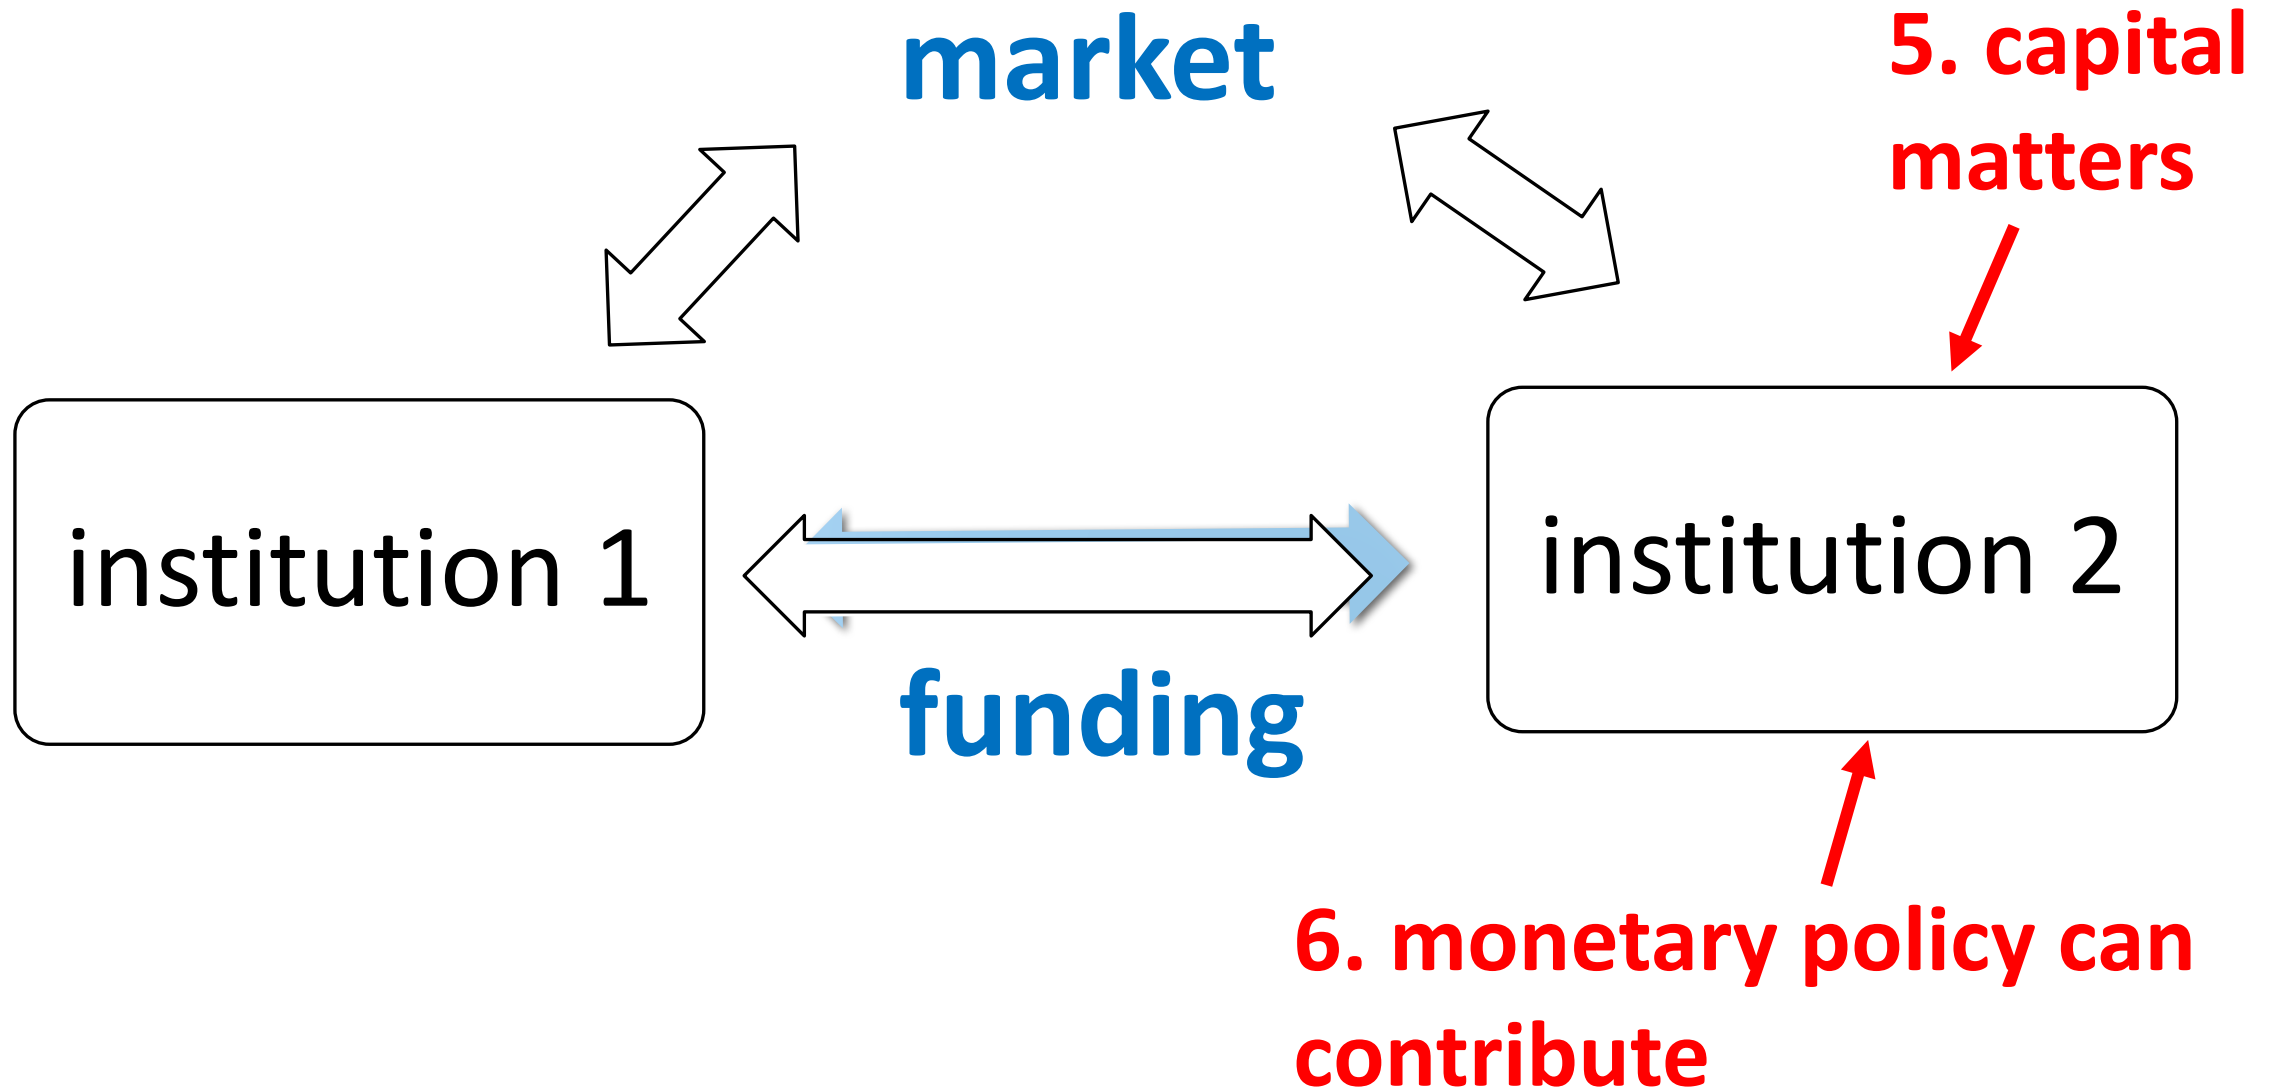 market
5. capital
matters
institution 1
institution 2
funding
6. monetary policy can
contribute